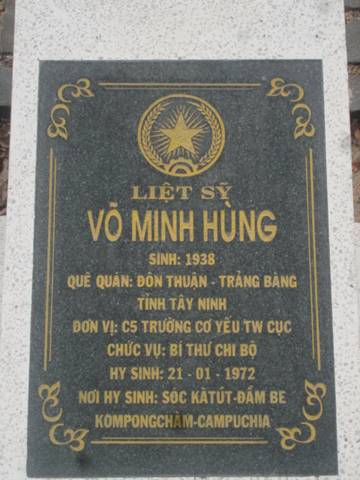 LIỆT SỸ
VÕ MINH HÙNG
SINH: 1938
QUÊ QUÁN: ĐÔN THUẬN - TRẢNG BÀNG
TỈNH TÂY NINH
ĐƠN VỊ: C5 TRƯỜNG CƠ YẾU TW CỤC
CHỨC VỤ: BÍ THƯ CHI BỘ
HY SINH: 21 - 01 - 1972
NƠI HY SINH: SÓC KÀTÚT-ĐẦM BE
KOMPONGCHÀM-CAMPUCHIA